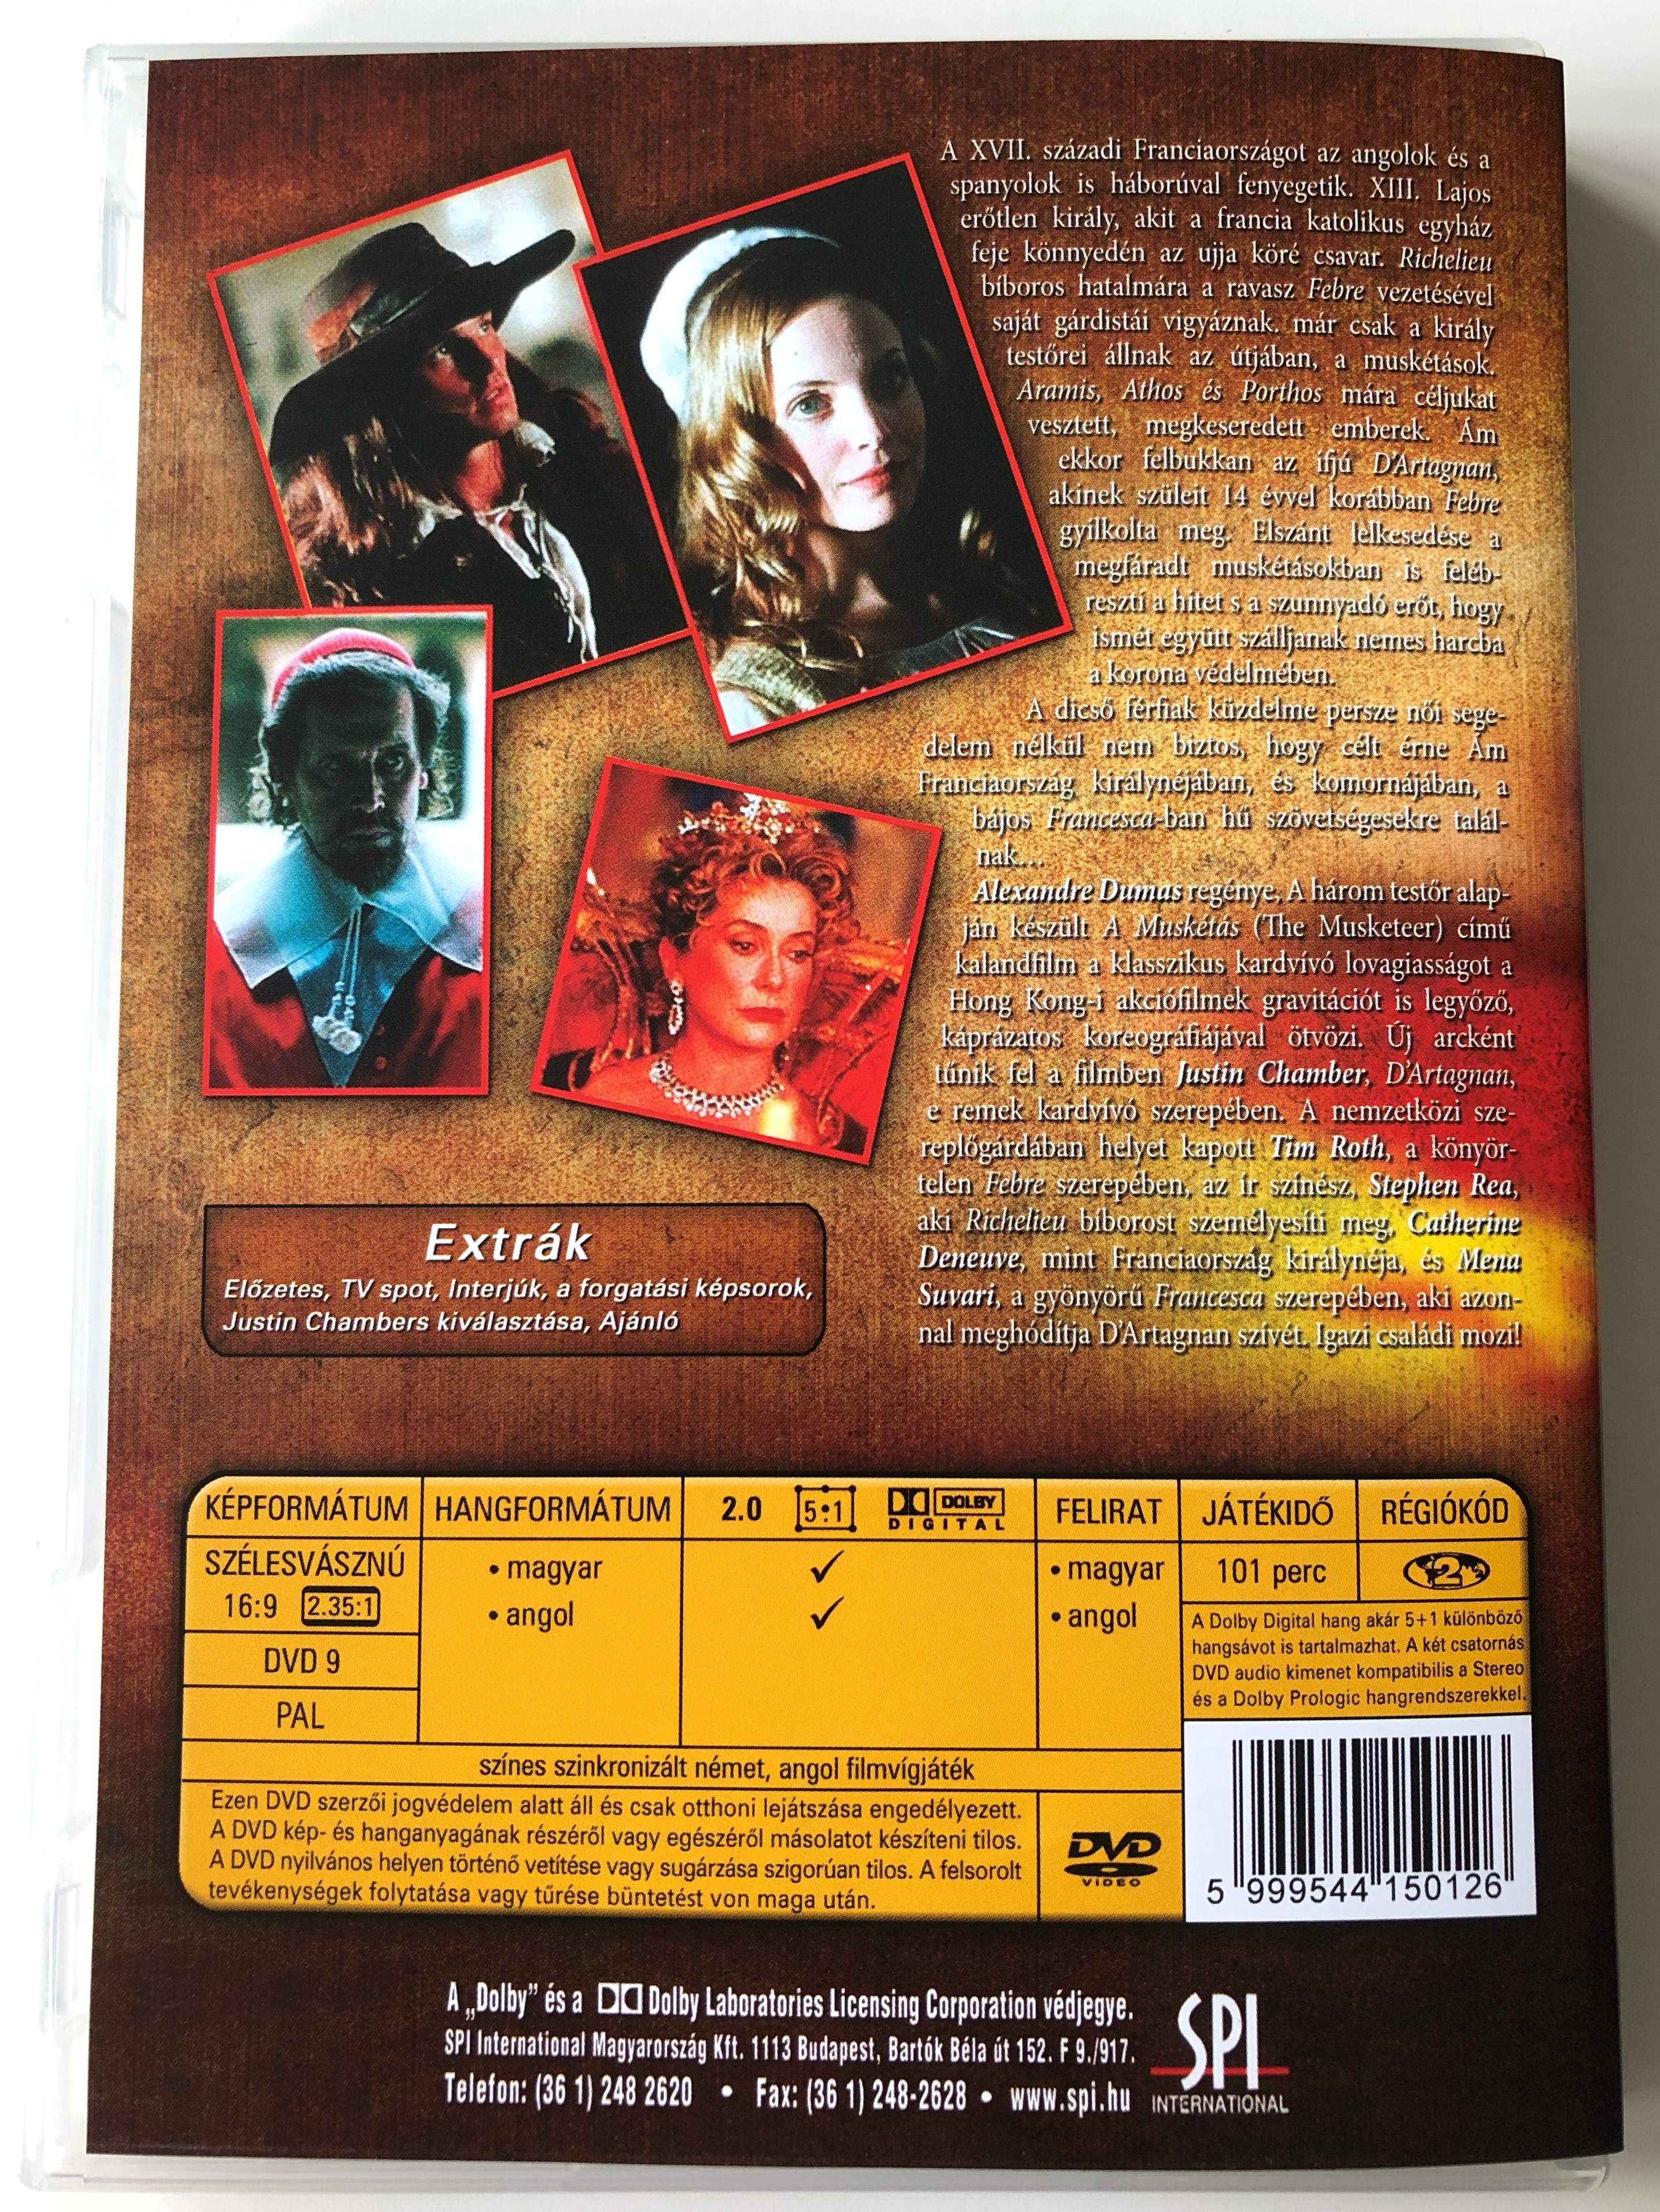 A XVII. századi Franciaországot az angolok és a
spanyolok is háborúval fenyegetik. XIII. Lajos
erőtlen király, akit a francia katolikus egyház
feje könnyedén az ujja köré csavar. Richelieu
bíboros hatalmára a ravasz Febre vezetésével
saját gárdistái vigyáznak. már csak a király
testőrei állnak az útjában, a muskétások.
Aramis, Athos és Porthos mára céljukat
vesztett, megkeseredett emberek. Ám
ekkor felbukkan az ifjú D'Artagnan,
akinek szüleit 14 évvel korábban Febre
gyilkolta meg. Elszánt lelkesedése a
megfáradt muskétásokban is feléb-
reszti a hitet s a szunnyadó erőt, hogy
ismét együtt szálljanak nemes harcba
a korona védelmében.
A dicső férfiak küzdelme persze női sege-
delem nélkül nem biztos, hogy célt érne Ám
Franciaország királynéjában, és komornájában, a
bájos Francesca-ban hű szövetségesekre talál-
nak...
Alexandre Dumas regénye, A három testőr alap-
ján készült A Muskétás (The Musketeer) című
kalandfilm a klasszikus kardvívó lovagiasságot a
Hong Kong-i akciófilmek gravitációt is legyőző,
káprázatos koreográfiájával ötvözi. Új arcként
tűnik fel a filmben Justin Chamber, D'Artagnan,
e remek kardvívó szerepében. A nemzetközi sze-
replőgárdában helyet kapott Tim Roth, a könyör-
telen Febre szerepében, az ír színész, Stephen Rea,
aki Richelieu bíborost személyesíti meg, Catherine
Deneuve, mint Franciaország királynéja, és Mena
Suvari, a gyönyörű Francesca szerepében, aki azon-
nal meghódítja D'Artagnan szívét. Igazi családi mozi!
Extrák
Előzetes, TV spot, Interjúk, a forgatási képsorok,
Justin Chambers kiválasztása, Ajánló
KÉPFORMÁTUM HANGFORMÁTUM 2.0 5•1 DOLBY DIGITAL FELIRAT JÁTÉKIDŐ RÉGIÓKÓD
SZÉLESVÁSZNÚ • magyar ✓ • magyar 101 perc 2
16:9 2.35:1 • angol ✓ • angol
DVD 9
PAL
A Dolby Digital hang akár 5+1 különböző
hangsávot is tartalmazhat. A két csatornás
DVD audio kimenet kompatibilis a Stereo
és a Dolby Prologic hangrendszerekkel.
színes szinkronizált német, angol filmvígjáték
Ezen DVD szerzői jogvédelem alatt áll és csak otthoni lejátszása engedélyezett.
A DVD kép- és hanganyagának részéről vagy egészéről másolatot készíteni tilos.
A DVD nyilvános helyen történő vetítése vagy sugárzása szigorúan tilos. A felsorolt
tevékenységek folytatása vagy tűrése büntetést von maga után.
DVD
VIDEO
5 999544 150126
A „Dolby” és a Dolby Laboratories Licensing Corporation védjegye.
SPI International Magyarország Kft. 1113 Budapest, Bartók Béla út 152. F 9./917.
Telefon: (36 1) 248 2620 • Fax: (36 1) 248-2628 • www.spi.hu
SPI
INTERNATIONAL